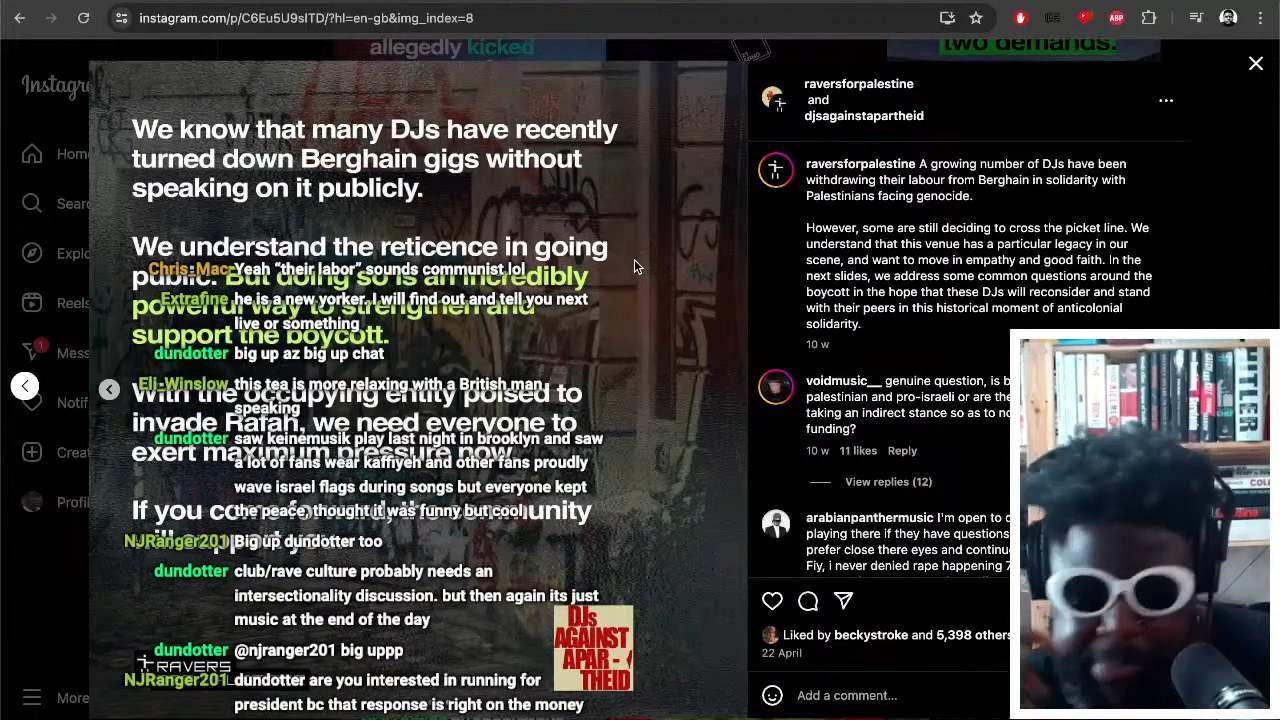 instagram.com/p/C6Eu5U9sITD/?hl=en-gb&img_index=8
ABP
allegedly kicked
two demands.
Instagr
Home
Sear
Explo
Reels
1
Mess
Notif
Crea
Profil
More
We know that many DJs have recently
turned down Berghain gigs without
speaking on it publicly.
We understand the reticence in going
public. But doing so is an incredibly
powerful way to strengthen and
support the boycott.
With the occupying entity poised to
invade Rafah, we need everyone to
exert maximum pressure now.
If you co
unity
RAVERS
DJs
AGAINST
APAR-
THEID
Chris_Mac Yeah “their labor” sounds communist lol
Extrafine he is a new yorker. I will find out and tell you next
live or something
dundotter big up az big up chat
Eli_Winslow this tea is more relaxing with a British man
speaking
dundotter saw keinemusik play last night in brooklyn and saw
a lot of fans wear kaffiyeh and other fans proudly
wave israel flags during songs but everyone kept
the peace, thought it was funny but cool
NJRanger201 Big up dundotter too
dundotter club/rave culture probably needs an
intersectionality discussion. but then again its just
music at the end of the day
dundotter @njranger201 big uppp
NJRanger201 dundotter are you interested in running for
president bc that response is right on the money
raversforpalestine
and
djsagainstapartheid
raversforpalestine A growing number of DJs have been
withdrawing their labour from Berghain in solidarity with
Palestinians facing genocide.
However, some are still deciding to cross the picket line. We
understand that this venue has a particular legacy in our
scene, and want to move in empathy and good faith. In the
next slides, we address some common questions around the
boycott in the hope that these DJs will reconsider and stand
with their peers in this historical moment of anticolonial
solidarity.
10 w
voidmusic__ genuine question, is b
palestinian and pro-israeli or are the
taking an indirect stance so as to no
funding?
10 w 11 likes Reply
View replies (12)
arabianpanthermusic I'm open to d
playing there if they have questions
prefer close there eyes and continue
Fiy, i never denied rape happening 7
Liked by beckystroke and 5,398 others
22 April
Add a comment...